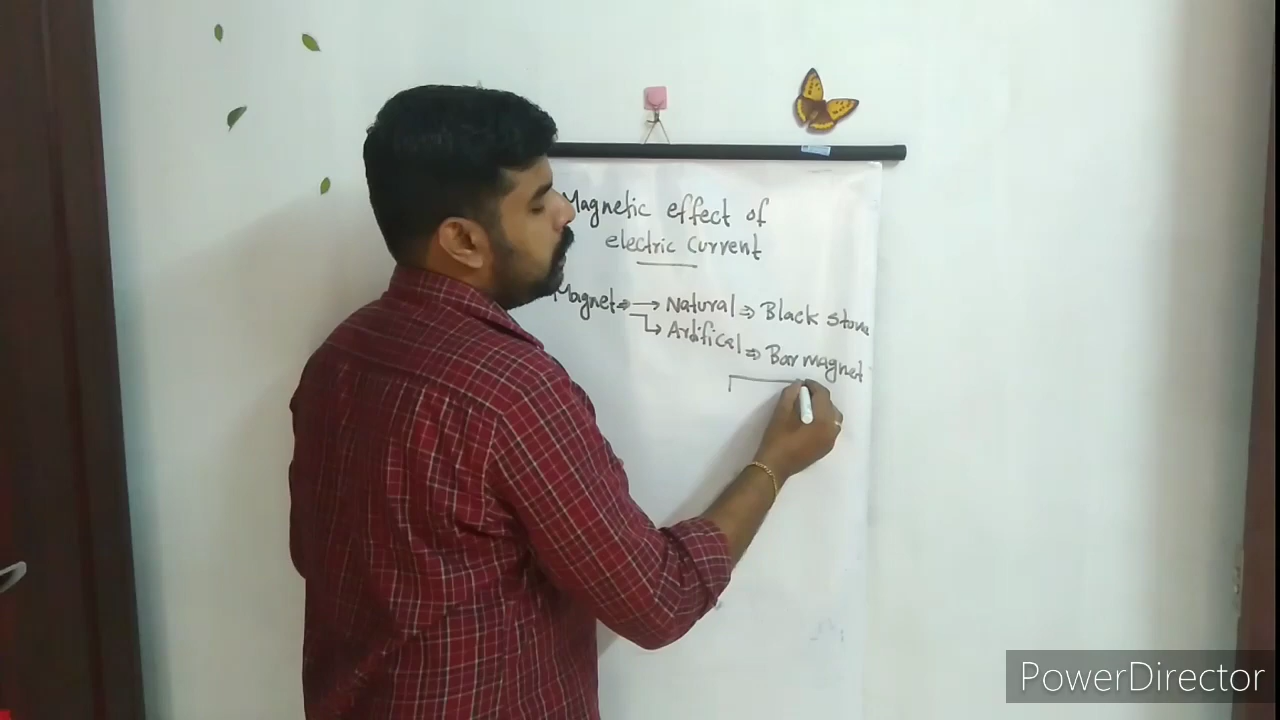 Magnetic effect of
electric current
Magnet ⇒ → Natural ⇒ Black stone
→ Artifical ⇒ Bar magnet
PowerDirector